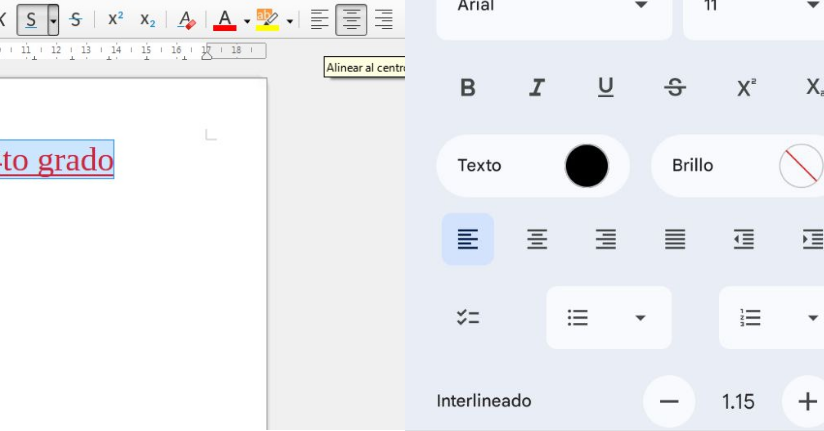 S S X² X₂ A A ab
11 12 13 14 15 16 17 18
Alinear al centro
to grado
Arial 11
B I U S X² X₂
Texto Brillo
Interlineado 1.15